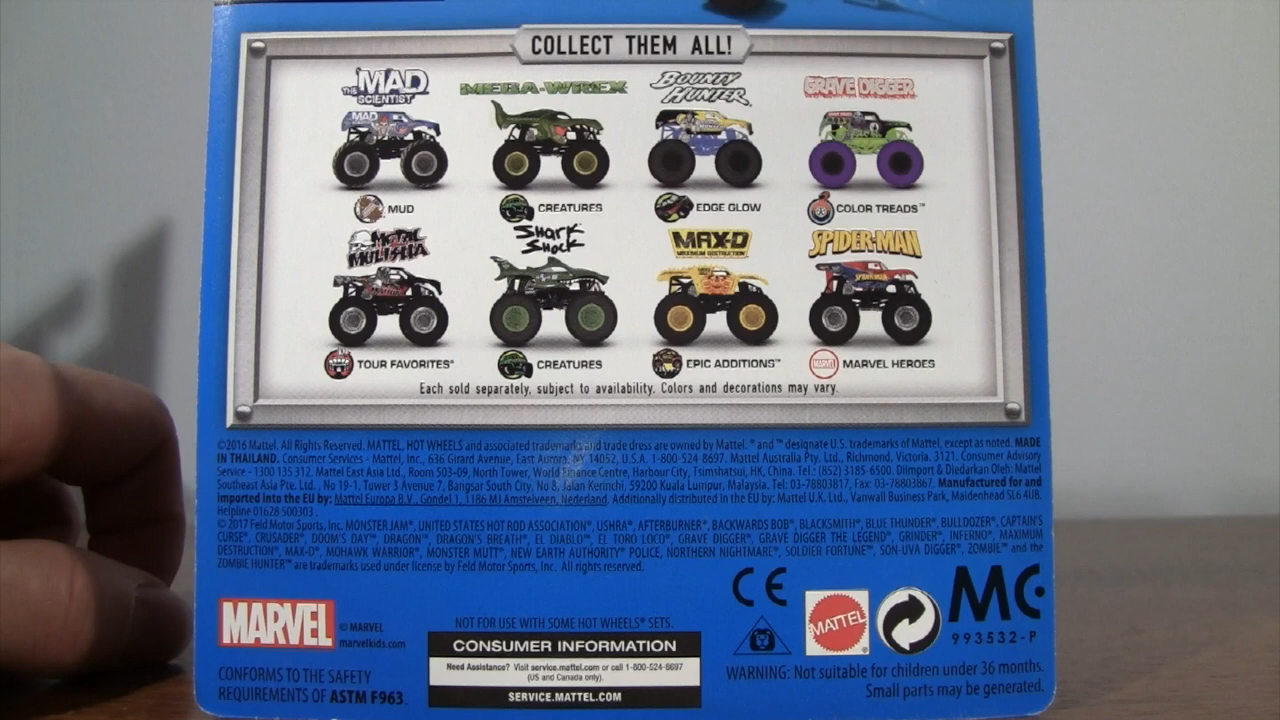 COLLECT THEM ALL!
THE MAD SCIENTIST
MEGA-WREX
BOUNTY HUNTER
GRAVE DIGGER
MAD
MUD
CREATURES
EDGE GLOW
COLOR TREADS™
METAL MULISHA
SHARK SHOCK
MAX-D
MAXIMUM DESTRUCTION
SPIDER-MAN
TOUR FAVORITES®
CREATURES
EPIC ADDITIONS™
MARVEL
MARVEL HEROES
Each sold separately, subject to availability. Colors and decorations may vary.
©2016 Mattel. All Rights Reserved. MATTEL, HOT WHEELS and associated trademarks and trade dress are owned by Mattel. ® and ™ designate U.S. trademarks of Mattel, except as noted. MADE
IN THAILAND. Consumer Services - Mattel, Inc., 636 Girard Avenue, East Aurora, NY 14052, U.S.A. 1-800-524-8697. Mattel Australia Pty. Ltd., Richmond, Victoria. 3121. Consumer Advisory
Service - 1300 135 312. Mattel East Asia Ltd., Room 503-09, North Tower, World Finance Centre, Harbour City, Tsimshatsui, HK, China. Tel.: (852) 3185-6500. Diimport & Diedarkan Oleh: Mattel
Southeast Asia Pte. Ltd., No 19-1, Tower 3 Avenue 7, Bangsar South City, No 8, Jalan Kerinchi, 59200 Kuala Lumpur, Malaysia. Tel: 03-78803817, Fax: 03-78803867. Manufactured for and
imported into the EU by: Mattel Europa B.V., Gondel 1, 1186 MJ Amstelveen, Nederland. Additionally distributed in the EU by: Mattel U.K. Ltd., Vanwall Business Park, Maidenhead SL6 4UB.
Helpline 01628 500303.
© 2017 Feld Motor Sports, Inc. MONSTER JAM®, UNITED STATES HOT ROD ASSOCIATION®, USHRA®, AFTERBURNER®, BACKWARDS BOB®, BLACKSMITH®, BLUE THUNDER®, BULLDOZER®, CAPTAIN'S
CURSE®, CRUSADER®, DOOM'S DAY™, DRAGON™, DRAGON'S BREATH®, EL DIABLO™, EL TORO LOCO®, GRAVE DIGGER®, GRAVE DIGGER THE LEGEND®, GRINDER®, INFERNO®, MAXIMUM
DESTRUCTION®, MAX-D®, MOHAWK WARRIOR®, MONSTER MUTT®, NEW EARTH AUTHORITY® POLICE, NORTHERN NIGHTMARE®, SOLDIER FORTUNE™, SON-UVA DIGGER®, ZOMBIE™ and the
ZOMBIE HUNTER™ are trademarks used under license by Feld Motor Sports, Inc. All rights reserved.
CE
MC
993532-P
MARVEL
© MARVEL
marvelkids.com
MATTEL
NOT FOR USE WITH SOME HOT WHEELS® SETS.
CONSUMER INFORMATION
Need Assistance? Visit service.mattel.com or call 1-800-524-8697
(US and Canada only).
SERVICE.MATTEL.COM
CONFORMS TO THE SAFETY
REQUIREMENTS OF ASTM F963.
WARNING: Not suitable for children under 36 months.
Small parts may be generated.